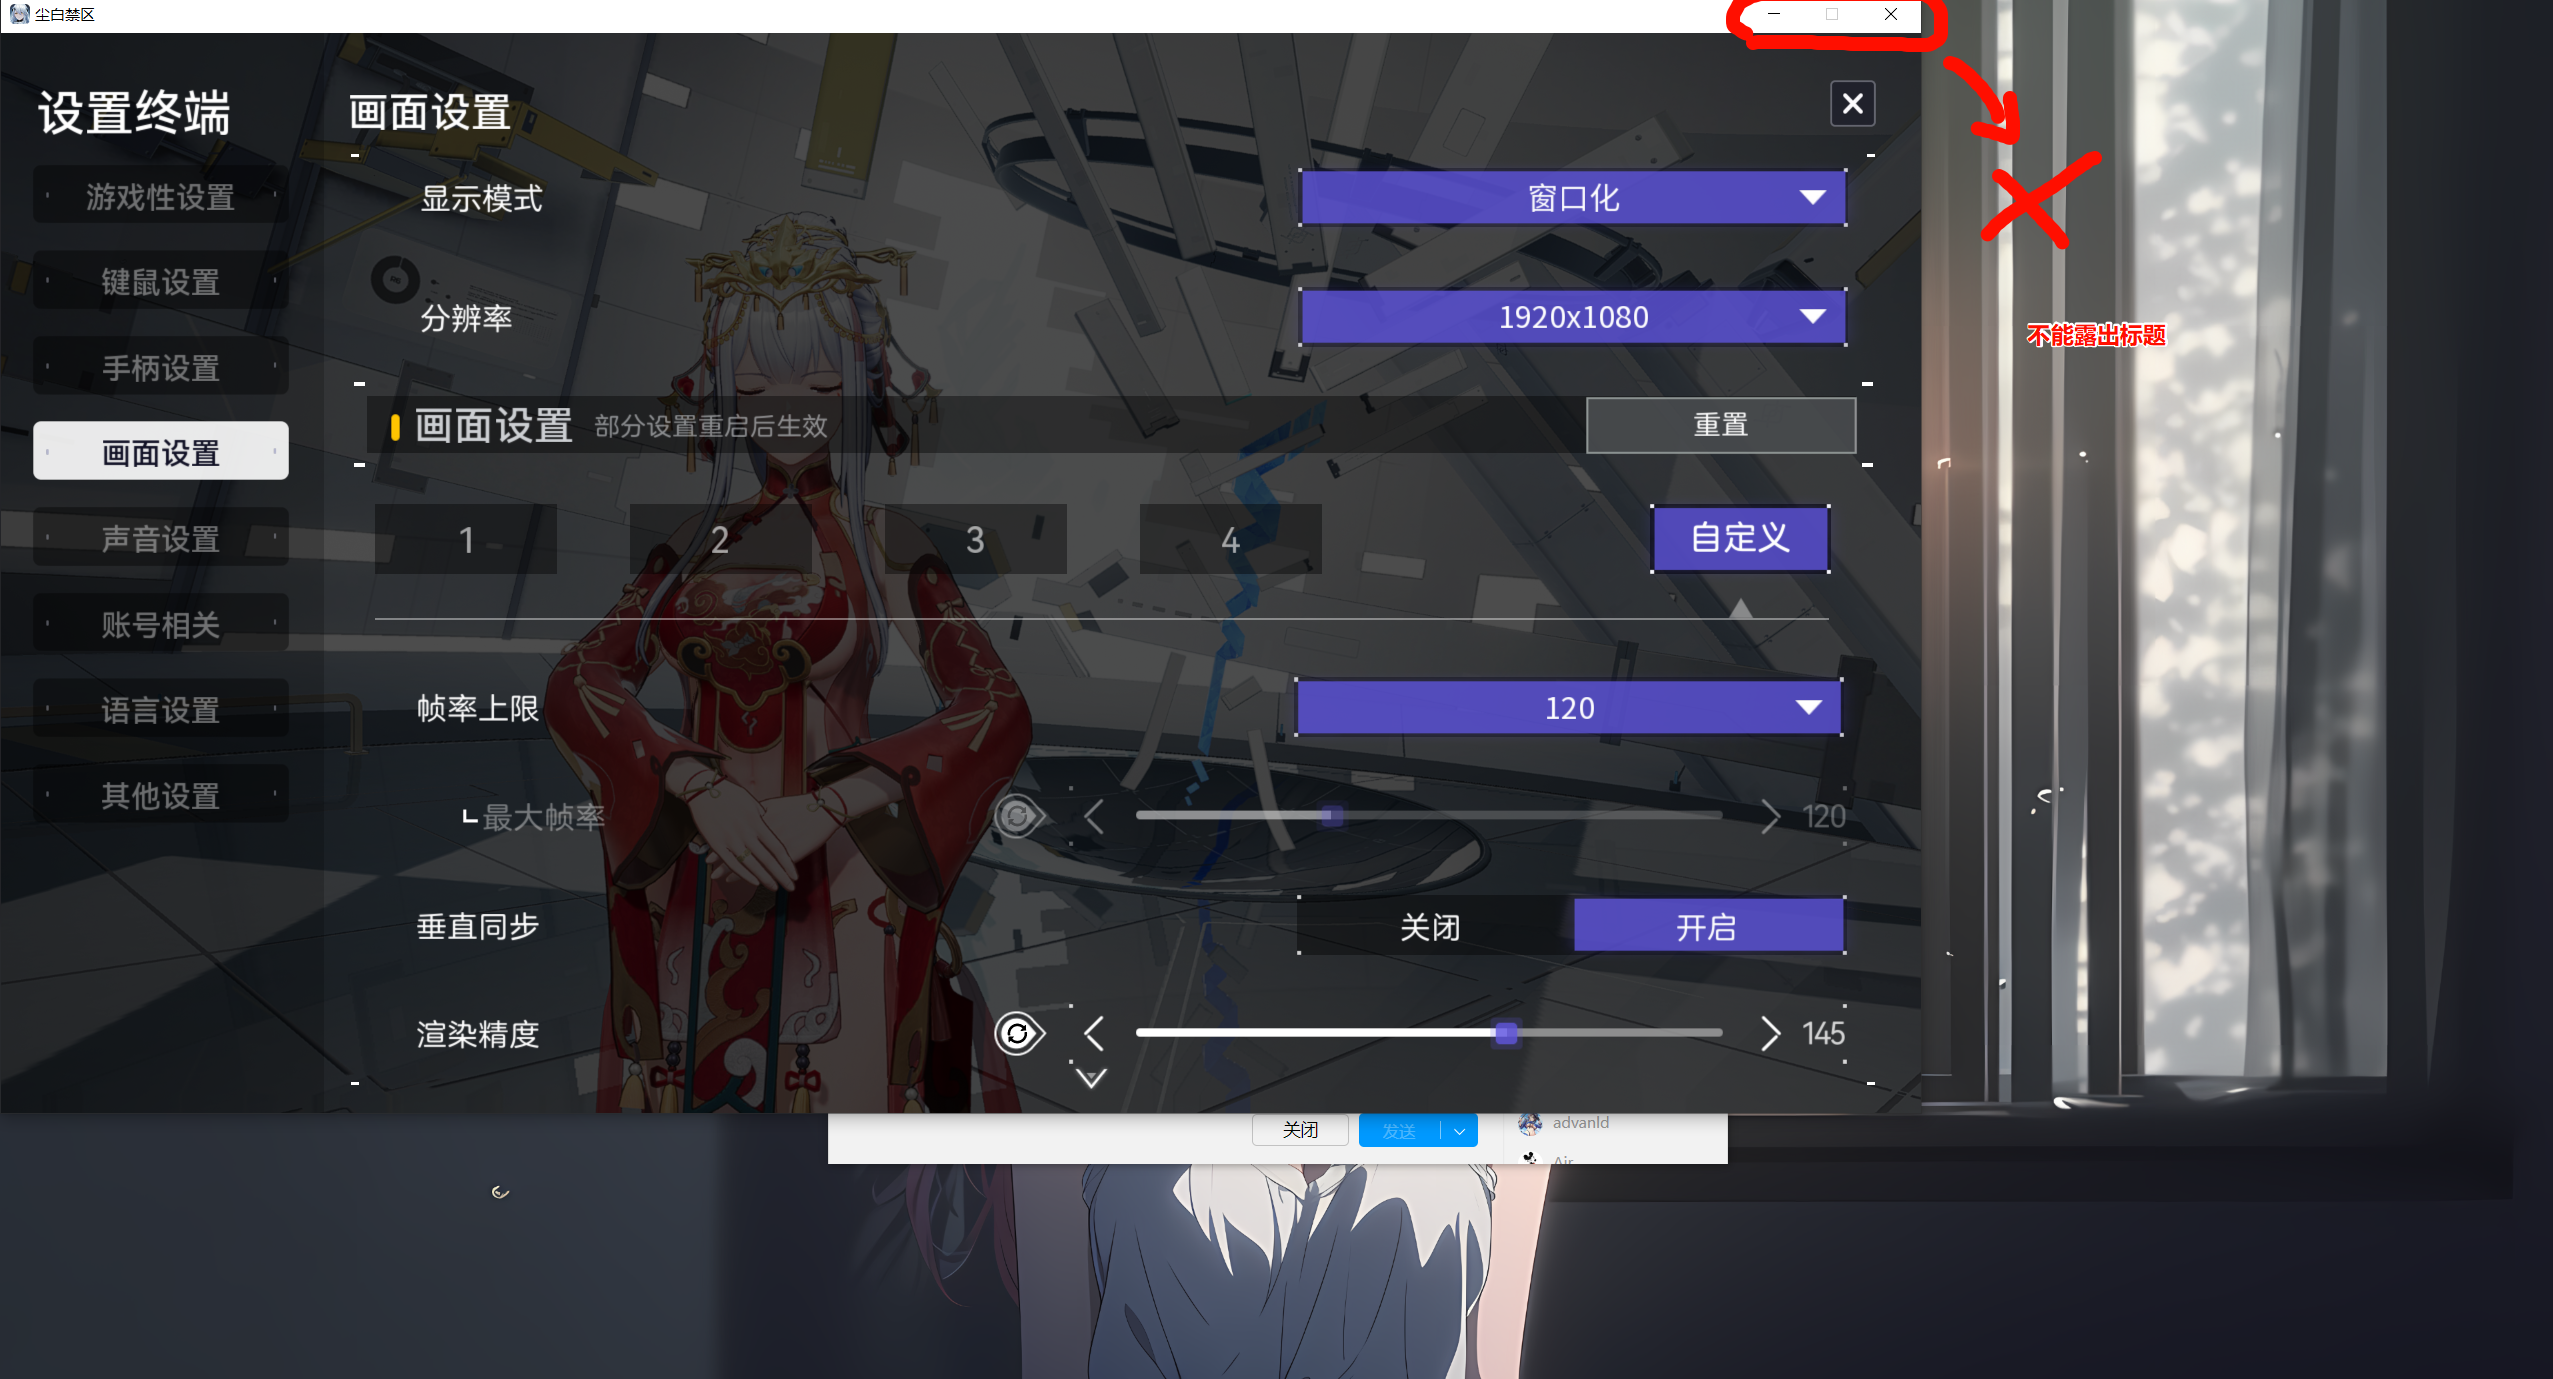 尘白禁区
设置终端
游戏性设置
键鼠设置
手柄设置
画面设置
声音设置
账号相关
语言设置
其他设置
画面设置
显示模式
窗口化
分辨率
1920x1080
画面设置 部分设置重启后生效
重置
1
2
3
4
自定义
帧率上限
120
最大帧率
120
垂直同步
关闭
开启
渲染精度
145
不能露出标题
关闭
发送
advanld
Air